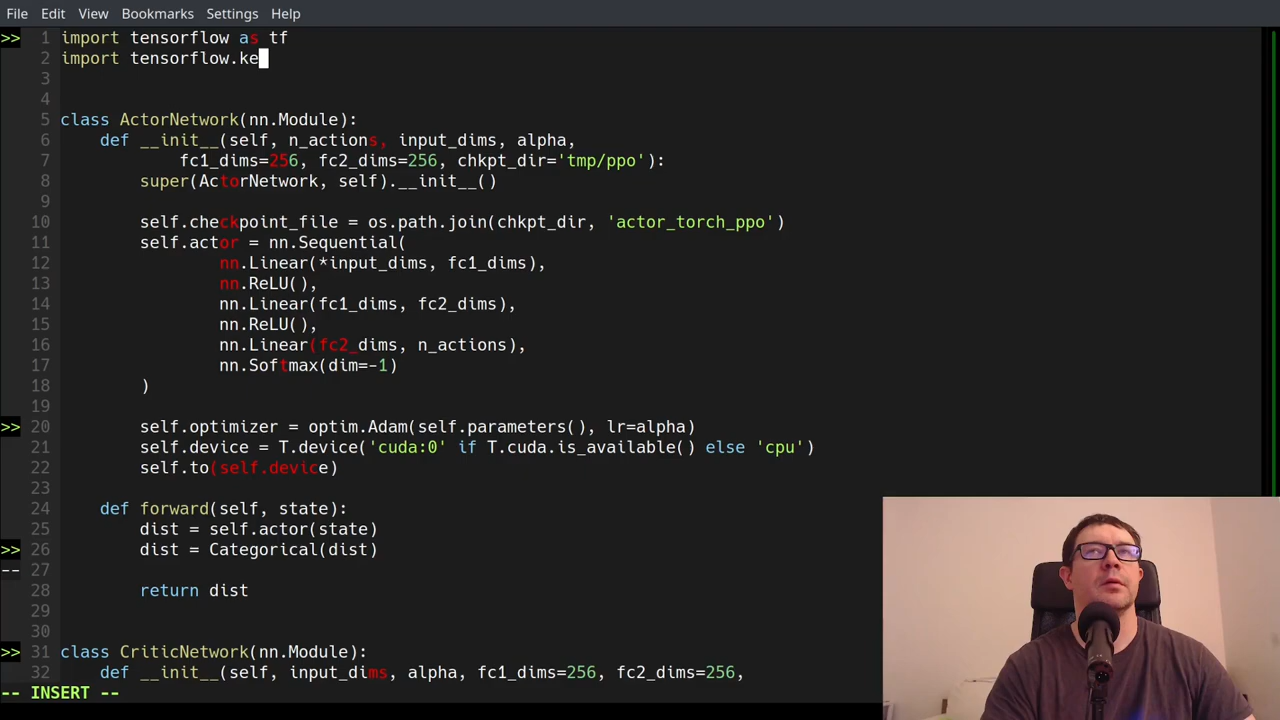 File Edit View Bookmarks Settings Help
>> 1 import tensorflow as tf
2 import tensorflow.ke
3
4
5 class ActorNetwork(nn.Module):
6 def __init__(self, n_actions, input_dims, alpha,
7 fc1_dims=256, fc2_dims=256, chkpt_dir='tmp/ppo'):
8 super(ActorNetwork, self).__init__()
9
10 self.checkpoint_file = os.path.join(chkpt_dir, 'actor_torch_ppo')
11 self.actor = nn.Sequential(
12 nn.Linear(*input_dims, fc1_dims),
13 nn.ReLU(),
14 nn.Linear(fc1_dims, fc2_dims),
15 nn.ReLU(),
16 nn.Linear(fc2_dims, n_actions),
17 nn.Softmax(dim=-1)
18 )
19
>> 20 self.optimizer = optim.Adam(self.parameters(), lr=alpha)
21 self.device = T.device('cuda:0' if T.cuda.is_available() else 'cpu')
22 self.to(self.device)
23
24 def forward(self, state):
25 dist = self.actor(state)
>> 26 dist = Categorical(dist)
-- 27
28 return dist
29
30
>> 31 class CriticNetwork(nn.Module):
32 def __init__(self, input_dims, alpha, fc1_dims=256, fc2_dims=256,
-- INSERT --